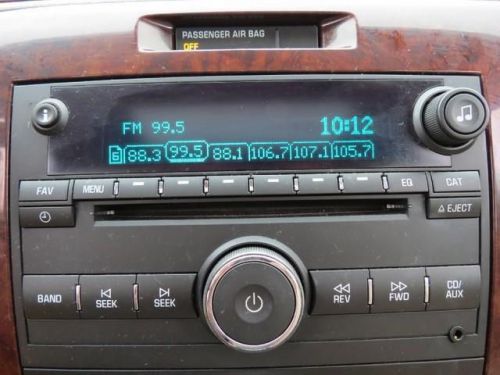 PASSENGER AIR BAG
OFF
FM 99.5 10:12
5 88.3 99.5 88.1 106.7 107.1 105.7
FAV MENU EQ CAT
EJECT
BAND SEEK SEEK REV FWD CD/AUX